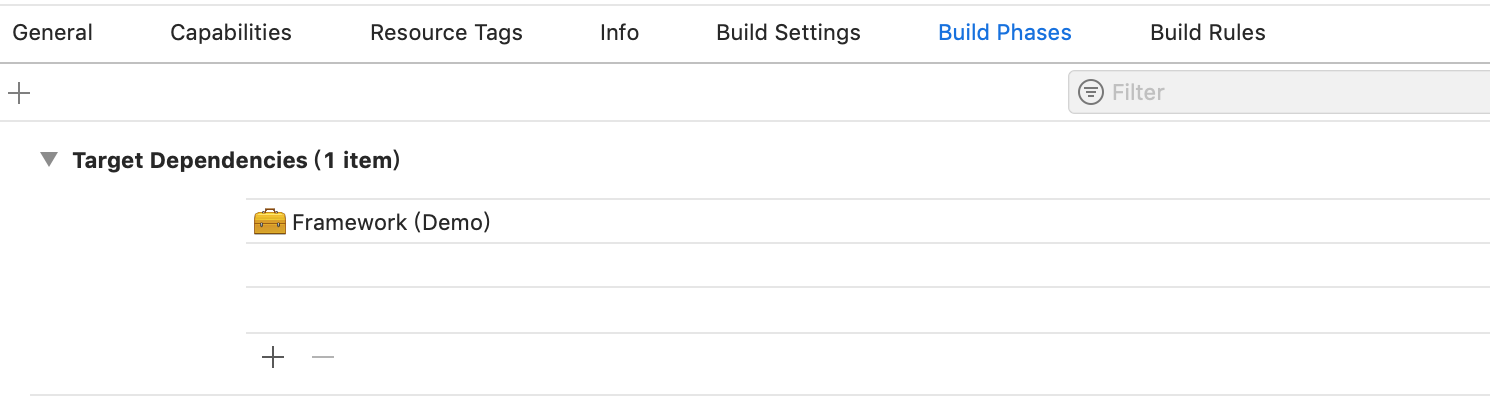 General Capabilities Resource Tags Info Build Settings Build Phases Build Rules
Filter
Target Dependencies (1 item)
Framework (Demo)